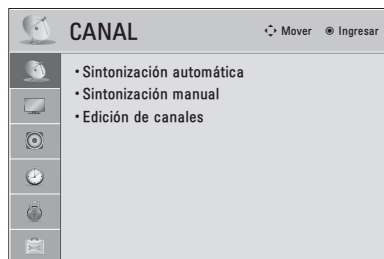 CANAL
Mover
Ingresar
• Sintonización automática
• Sintonización manual
• Edición de canales